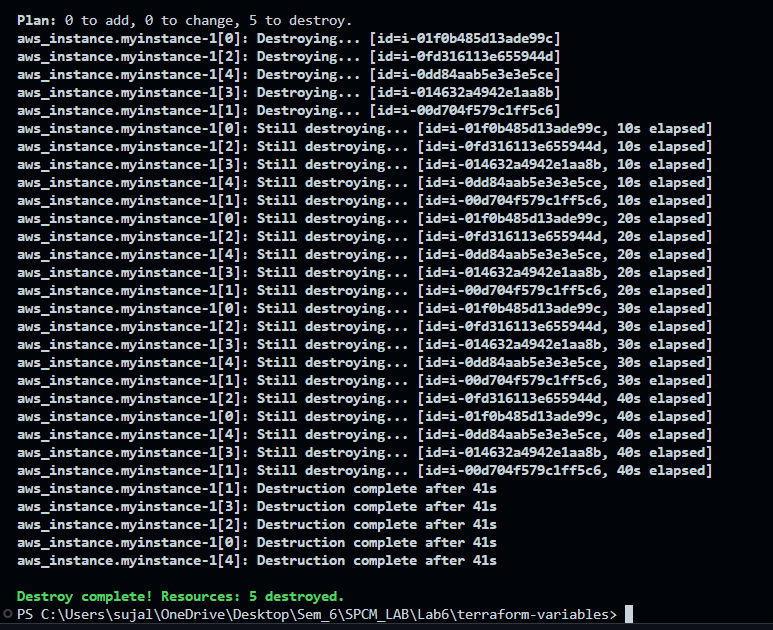 Plan: 0 to add, 0 to change, 5 to destroy.
aws_instance.myinstance-1[0]: Destroying... [id=i-01f0b485d13ade99c]
aws_instance.myinstance-1[2]: Destroying... [id=i-0fd316113e655944d]
aws_instance.myinstance-1[4]: Destroying... [id=i-0dd84aab5e3e3e5ce]
aws_instance.myinstance-1[3]: Destroying... [id=i-014632a4942e1aa8b]
aws_instance.myinstance-1[1]: Destroying... [id=i-00d704f579c1ff5c6]
aws_instance.myinstance-1[0]: Still destroying... [id=i-01f0b485d13ade99c, 10s elapsed]
aws_instance.myinstance-1[2]: Still destroying... [id=i-0fd316113e655944d, 10s elapsed]
aws_instance.myinstance-1[3]: Still destroying... [id=i-014632a4942e1aa8b, 10s elapsed]
aws_instance.myinstance-1[4]: Still destroying... [id=i-0dd84aab5e3e3e5ce, 10s elapsed]
aws_instance.myinstance-1[1]: Still destroying... [id=i-00d704f579c1ff5c6, 10s elapsed]
aws_instance.myinstance-1[0]: Still destroying... [id=i-01f0b485d13ade99c, 20s elapsed]
aws_instance.myinstance-1[2]: Still destroying... [id=i-0fd316113e655944d, 20s elapsed]
aws_instance.myinstance-1[4]: Still destroying... [id=i-0dd84aab5e3e3e5ce, 20s elapsed]
aws_instance.myinstance-1[3]: Still destroying... [id=i-014632a4942e1aa8b, 20s elapsed]
aws_instance.myinstance-1[1]: Still destroying... [id=i-00d704f579c1ff5c6, 20s elapsed]
aws_instance.myinstance-1[0]: Still destroying... [id=i-01f0b485d13ade99c, 30s elapsed]
aws_instance.myinstance-1[2]: Still destroying... [id=i-0fd316113e655944d, 30s elapsed]
aws_instance.myinstance-1[3]: Still destroying... [id=i-014632a4942e1aa8b, 30s elapsed]
aws_instance.myinstance-1[4]: Still destroying... [id=i-0dd84aab5e3e3e5ce, 30s elapsed]
aws_instance.myinstance-1[1]: Still destroying... [id=i-00d704f579c1ff5c6, 30s elapsed]
aws_instance.myinstance-1[2]: Still destroying... [id=i-0fd316113e655944d, 40s elapsed]
aws_instance.myinstance-1[0]: Still destroying... [id=i-01f0b485d13ade99c, 40s elapsed]
aws_instance.myinstance-1[4]: Still destroying... [id=i-0dd84aab5e3e3e5ce, 40s elapsed]
aws_instance.myinstance-1[3]: Still destroying... [id=i-014632a4942e1aa8b, 40s elapsed]
aws_instance.myinstance-1[1]: Still destroying... [id=i-00d704f579c1ff5c6, 40s elapsed]
aws_instance.myinstance-1[1]: Destruction complete after 41s
aws_instance.myinstance-1[3]: Destruction complete after 41s
aws_instance.myinstance-1[2]: Destruction complete after 41s
aws_instance.myinstance-1[0]: Destruction complete after 41s
aws_instance.myinstance-1[4]: Destruction complete after 41s
Destroy complete! Resources: 5 destroyed.
PS C:\Users\sujal\OneDrive\Desktop\Sem_6\SPCM_LAB\Lab6\terraform-variables>